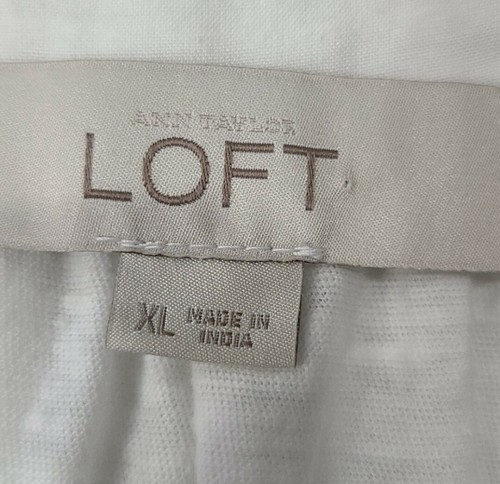 ANN TAYLOR
LOFT
XL MADE IN
INDIA